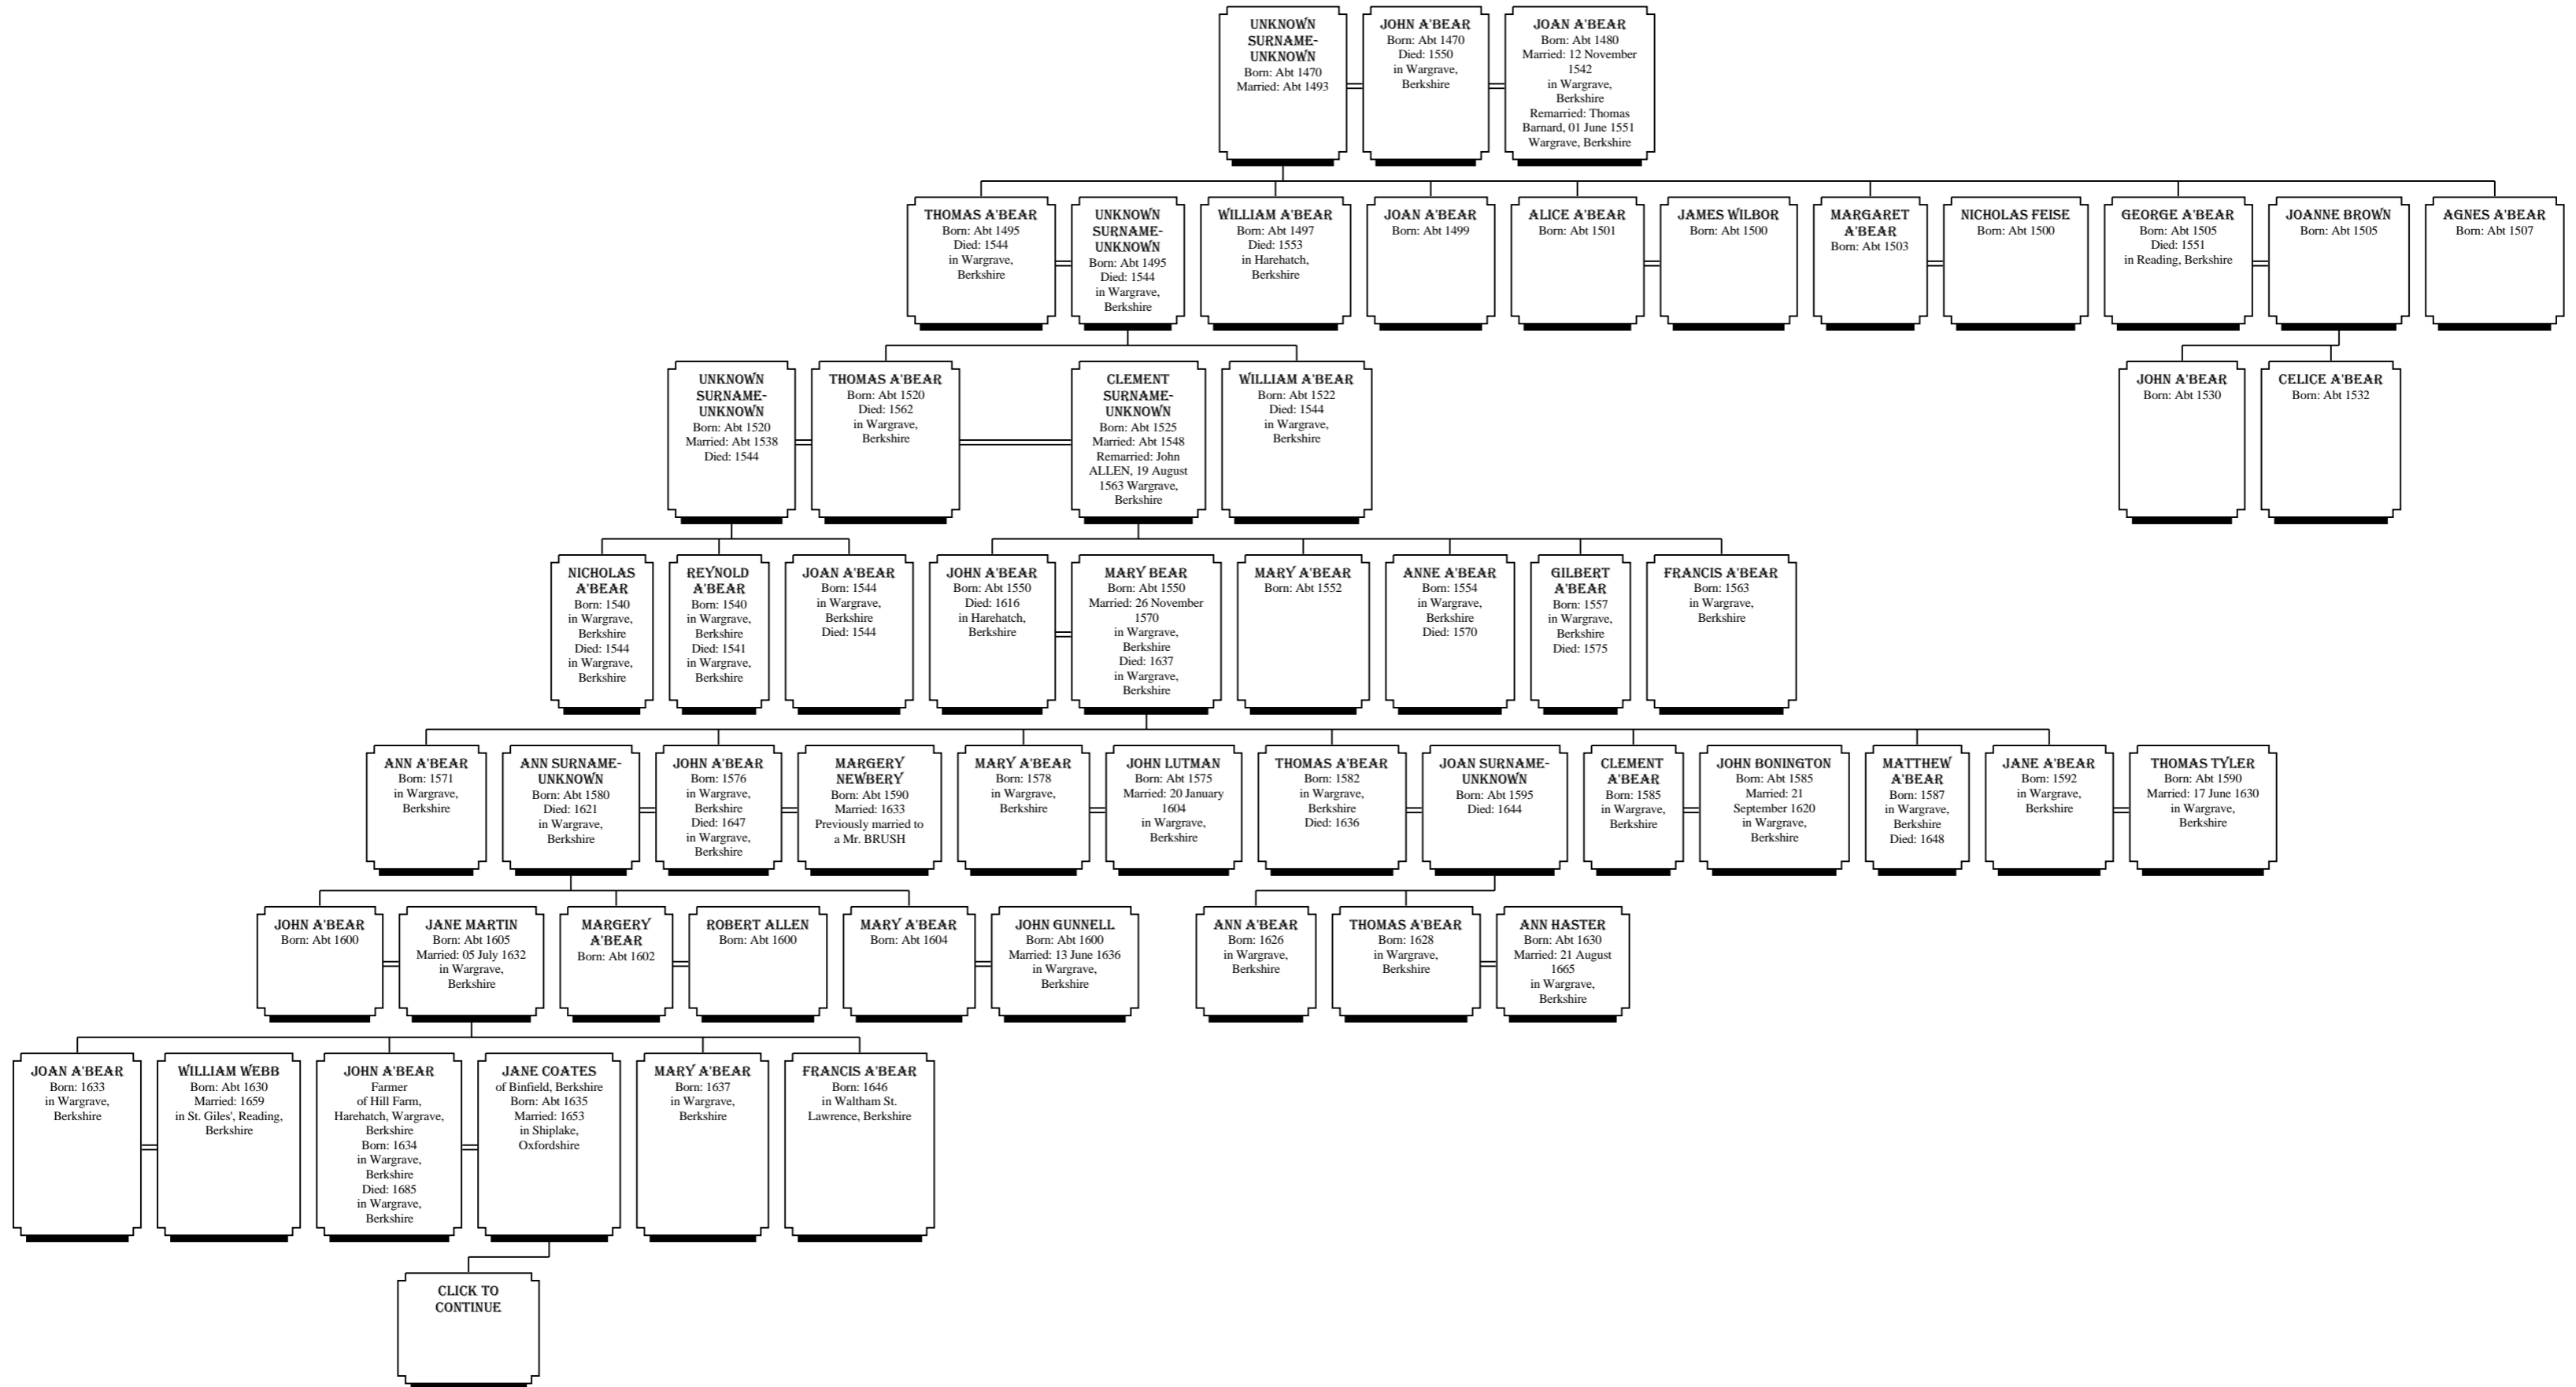 UNKNOWN
SURNAME-
UNKNOWN
Born: Abt 1470
Married: Abt 1493
JOHN A'BEAR
Born: Abt 1470
Died: 1550
in Wargrave,
Berkshire
JOAN A'BEAR
Born: Abt 1480
Married: 12 November
1542
in Wargrave,
Berkshire
Remarried: Thomas
Barnard, 01 June 1551
Wargrave, Berkshire
THOMAS A'BEAR
Born: Abt 1495
Died: 1544
in Wargrave,
Berkshire
UNKNOWN
SURNAME-
UNKNOWN
Born: Abt 1495
Died: 1544
in Wargrave,
Berkshire
WILLIAM A'BEAR
Born: Abt 1497
Died: 1553
in Harehatch,
Berkshire
JOAN A'BEAR
Born: Abt 1499
ALICE A'BEAR
Born: Abt 1501
JAMES WILBOR
Born: Abt 1500
MARGARET
A'BEAR
Born: Abt 1503
NICHOLAS FEISE
Born: Abt 1500
GEORGE A'BEAR
Born: Abt 1505
Died: 1551
in Reading, Berkshire
JOANNE BROWN
Born: Abt 1505
AGNES A'BEAR
Born: Abt 1507
UNKNOWN
SURNAME-
UNKNOWN
Born: Abt 1520
Married: Abt 1538
Died: 1544
THOMAS A'BEAR
Born: Abt 1520
Died: 1562
in Wargrave,
Berkshire
CLEMENT
SURNAME-
UNKNOWN
Born: Abt 1525
Married: Abt 1548
Remarried: John
ALLEN, 19 August
1563 Wargrave,
Berkshire
WILLIAM A'BEAR
Born: Abt 1522
Died: 1544
in Wargrave,
Berkshire
JOHN A'BEAR
Born: Abt 1530
CELICE A'BEAR
Born: Abt 1532
NICHOLAS
A'BEAR
Born: 1540
in Wargrave,
Berkshire
Died: 1544
in Wargrave,
Berkshire
REYNOLD
A'BEAR
Born: 1540
in Wargrave,
Berkshire
Died: 1541
in Wargrave,
Berkshire
JOAN A'BEAR
Born: 1544
in Wargrave,
Berkshire
Died: 1544
JOHN A'BEAR
Born: Abt 1550
Died: 1616
in Harehatch,
Berkshire
MARY BEAR
Born: Abt 1550
Married: 26 November
1570
in Wargrave,
Berkshire
Died: 1637
in Wargrave,
Berkshire
MARY A'BEAR
Born: Abt 1552
ANNE A'BEAR
Born: 1554
in Wargrave,
Berkshire
Died: 1570
GILBERT
A'BEAR
Born: 1557
in Wargrave,
Berkshire
Died: 1575
FRANCIS A'BEAR
Born: 1563
in Wargrave,
Berkshire
ANN A'BEAR
Born: 1571
in Wargrave,
Berkshire
ANN SURNAME-
UNKNOWN
Born: Abt 1580
Died: 1621
in Wargrave,
Berkshire
JOHN A'BEAR
Born: 1576
in Wargrave,
Berkshire
Died: 1647
in Wargrave,
Berkshire
MARGERY
NEWBERY
Born: Abt 1590
Married: 1633
Previously married to
a Mr. BRUSH
MARY A'BEAR
Born: 1578
in Wargrave,
Berkshire
JOHN LUTMAN
Born: Abt 1575
Married: 20 January
1604
in Wargrave,
Berkshire
THOMAS A'BEAR
Born: 1582
in Wargrave,
Berkshire
Died: 1636
JOAN SURNAME-
UNKNOWN
Born: Abt 1595
Died: 1644
CLEMENT
A'BEAR
Born: 1585
in Wargrave,
Berkshire
JOHN BONINGTON
Born: Abt 1585
Married: 21
September 1620
in Wargrave,
Berkshire
MATTHEW
A'BEAR
Born: 1587
in Wargrave,
Berkshire
Died: 1648
JANE A'BEAR
Born: 1592
in Wargrave,
Berkshire
THOMAS TYLER
Born: Abt 1590
Married: 17 June 1630
in Wargrave,
Berkshire
JOHN A'BEAR
Born: Abt 1600
JANE MARTIN
Born: Abt 1605
Married: 05 July 1632
in Wargrave,
Berkshire
MARGERY
A'BEAR
Born: Abt 1602
ROBERT ALLEN
Born: Abt 1600
MARY A'BEAR
Born: Abt 1604
JOHN GUNNELL
Born: Abt 1600
Married: 13 June 1636
in Wargrave,
Berkshire
ANN A'BEAR
Born: 1626
in Wargrave,
Berkshire
THOMAS A'BEAR
Born: 1628
in Wargrave,
Berkshire
ANN HASTER
Born: Abt 1630
Married: 21 August
1665
in Wargrave,
Berkshire
JOAN A'BEAR
Born: 1633
in Wargrave,
Berkshire
WILLIAM WEBB
Born: Abt 1630
Married: 1659
in St. Giles', Reading,
Berkshire
JOHN A'BEAR
Farmer
of Hill Farm,
Harehatch, Wargrave,
Berkshire
Born: 1634
in Wargrave,
Berkshire
Died: 1685
in Wargrave,
Berkshire
JANE COATES
of Binfield, Berkshire
Born: Abt 1635
Married: 1653
in Shiplake,
Oxfordshire
MARY A'BEAR
Born: 1637
in Wargrave,
Berkshire
FRANCIS A'BEAR
Born: 1646
in Waltham St.
Lawrence, Berkshire
CLICK TO
CONTINUE